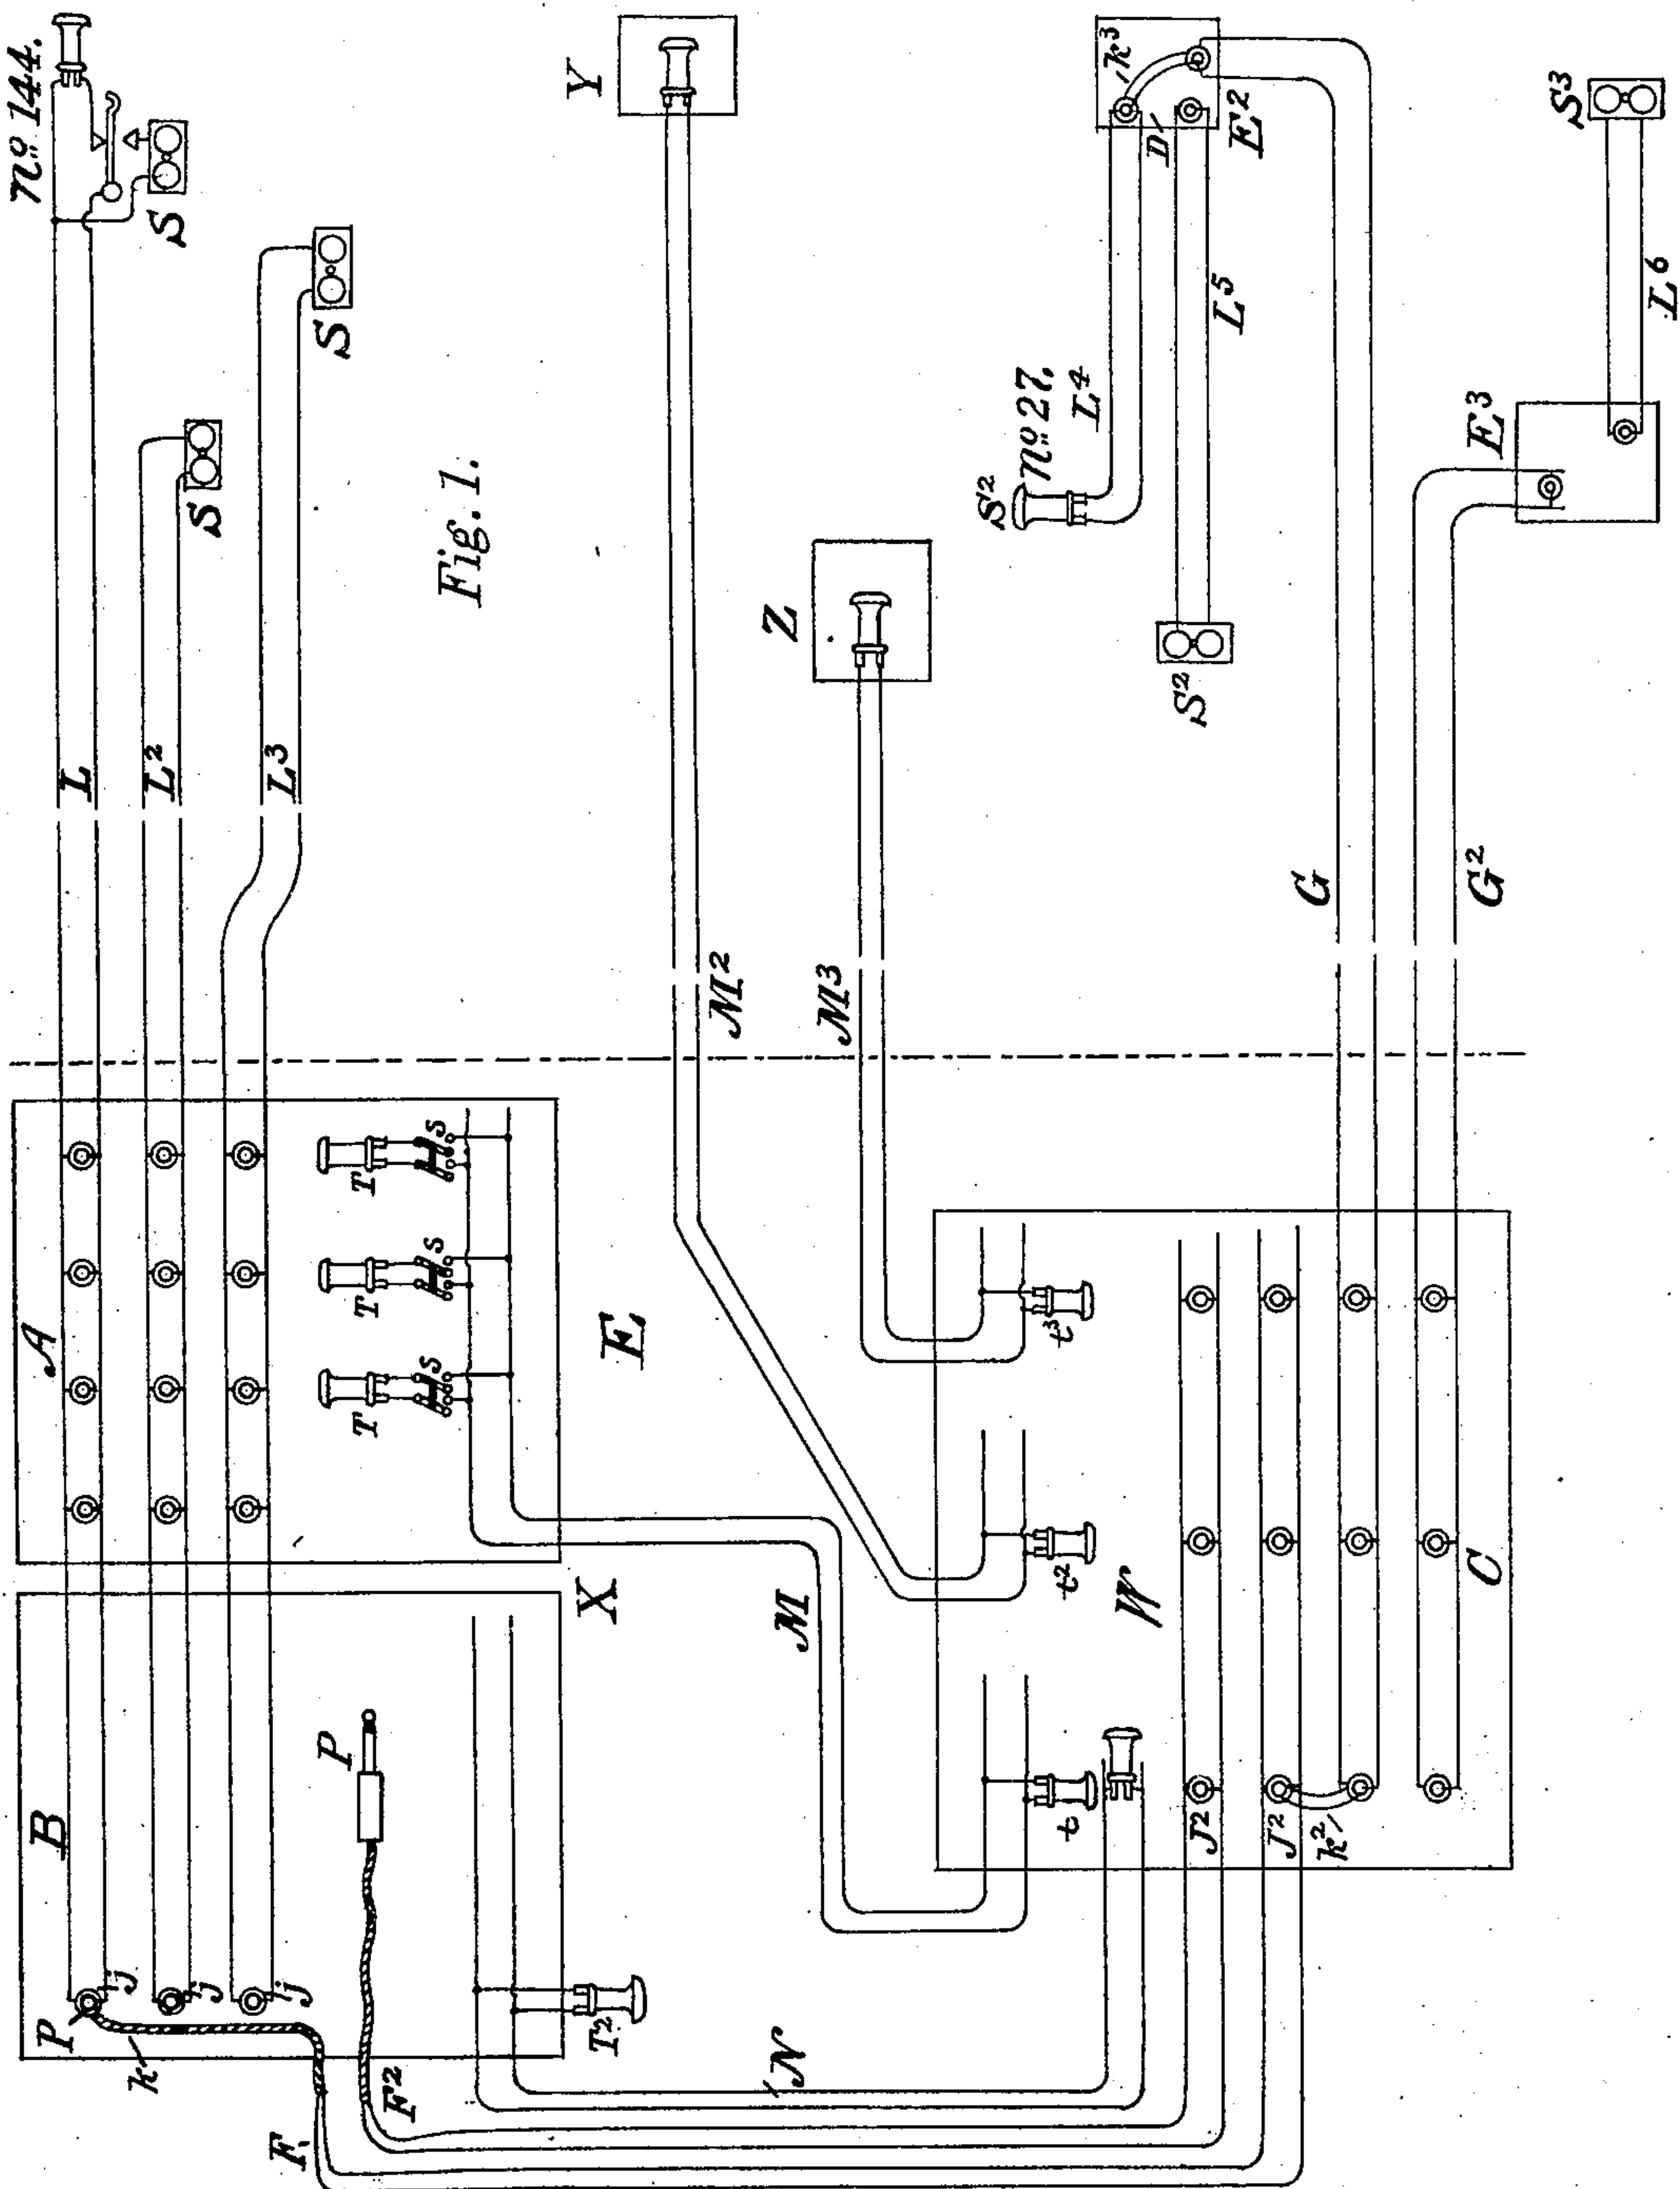 no 144.
S
L
S
L2
S
L3
Fig. 1.
A
T
s
T
s
T
s
E
B
P
j
j
j
k
P
X
F2
F
T2
N
M
M2
Y
M3
Z
t3
t2
t
W
J2
J2
k2
C
G
G2
S2
no 27.
L4
k3
D
E2
L5
S2
E3
L6
S3